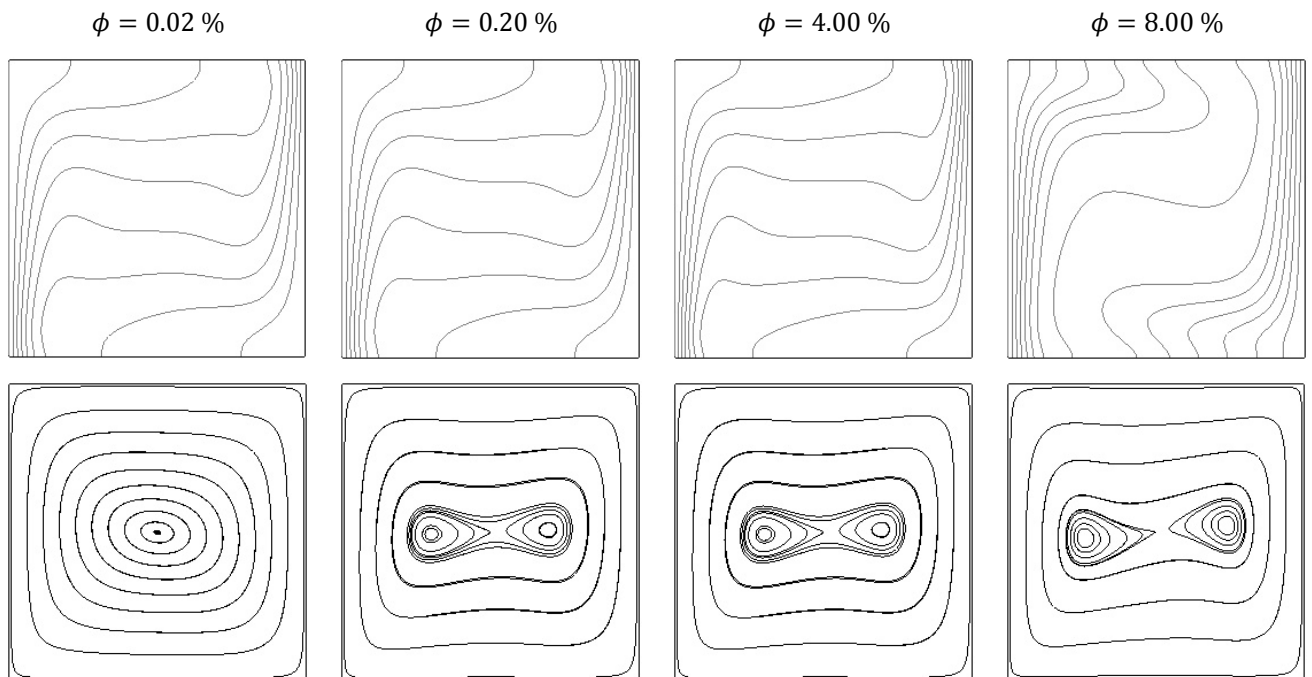 𝜙 = 0.02 % 𝜙 = 0.20 % 𝜙 = 4.00 % 𝜙 = 8.00 %